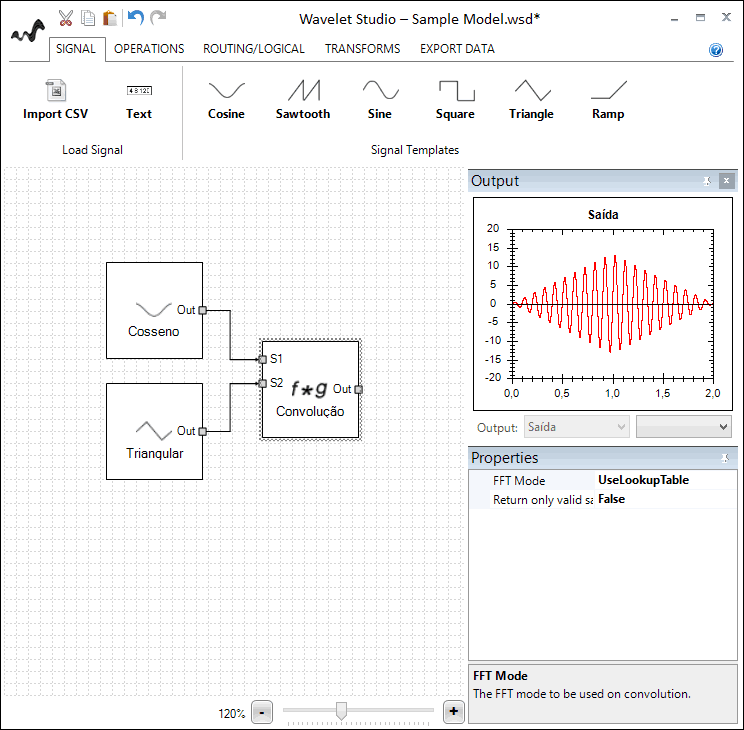 Wavelet Studio – Sample Model.wsd*
SIGNAL OPERATIONS ROUTING/LOGICAL TRANSFORMS EXPORT DATA
?
4 8 120
Import CSV Text Cosine Sawtooth Sine Square Triangle Ramp
Load Signal Signal Templates
Output
Saída
20
15
10
5
0
-5
-10
-15
-20
0,0 0,5 1,0 1,5 2,0
Output: Saída
Out
Cosseno
S1
S2 f*g Out
Convolução
Out
Triangular
Properties
FFT Mode UseLookupTable
Return only valid sa False
FFT Mode
The FFT mode to be used on convolution.
120% - +